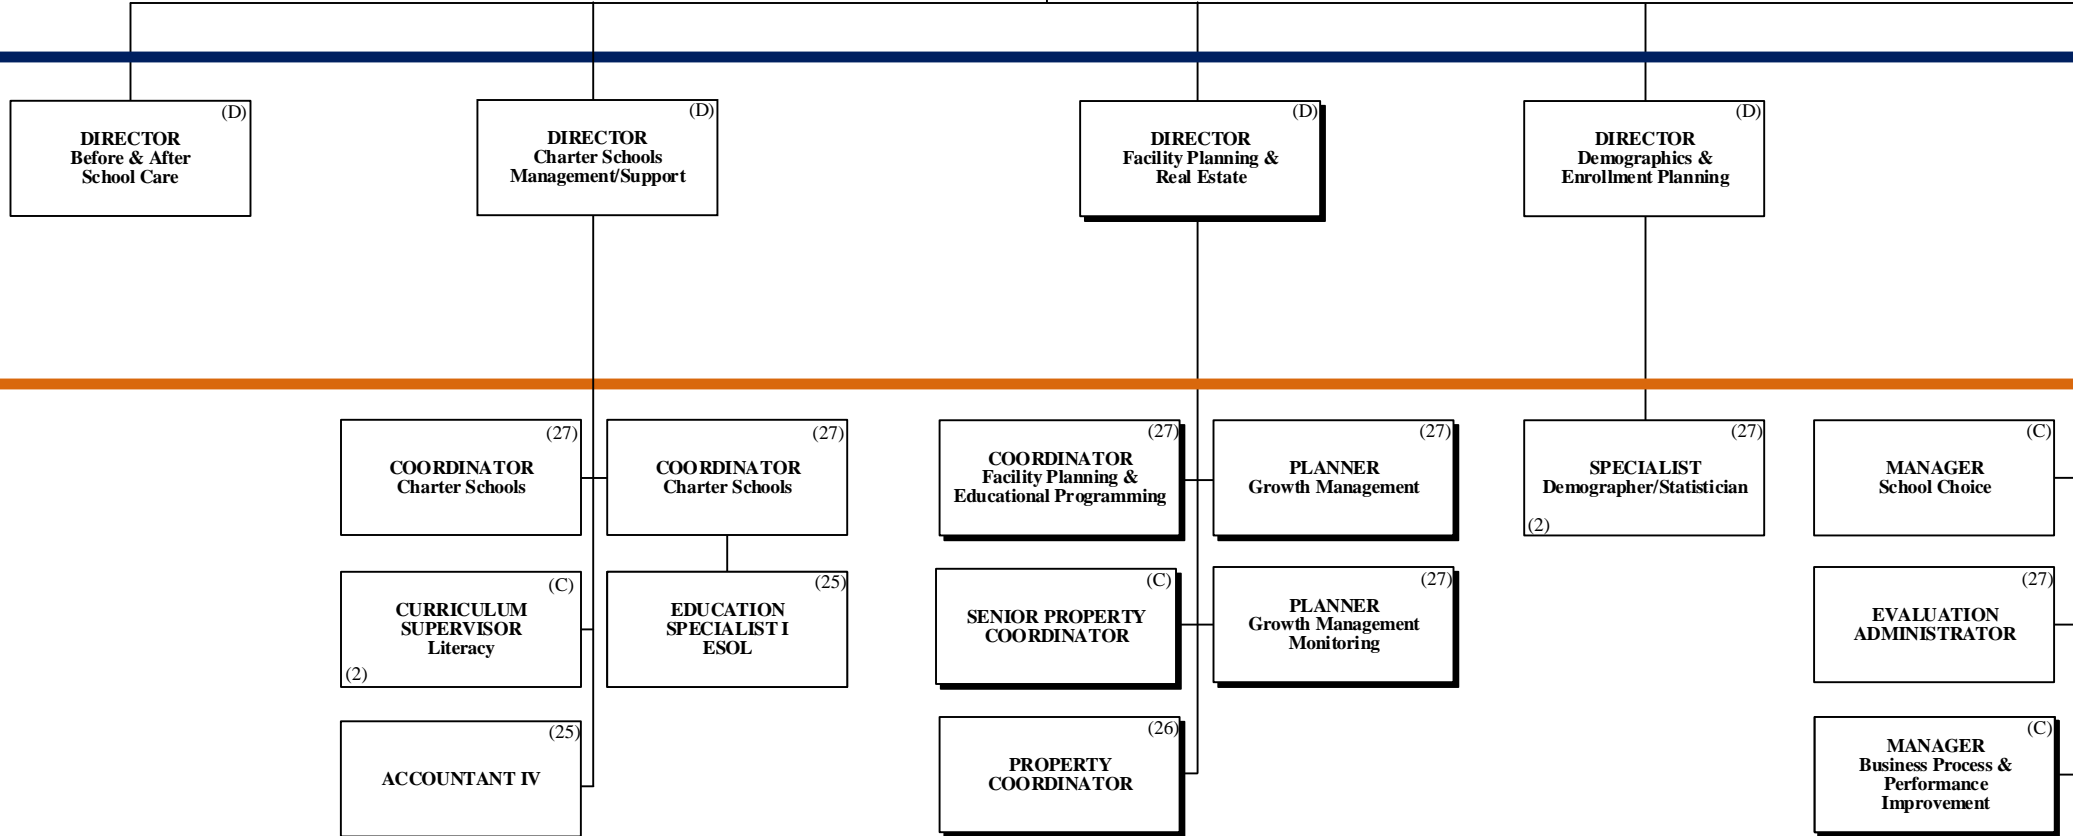 (D)
DIRECTOR
Before & After
School Care
(D)
DIRECTOR
Charter Schools
Management/Support
(D)
DIRECTOR
Facility Planning &
Real Estate
(D)
DIRECTOR
Demographics &
Enrollment Planning
(27)
COORDINATOR
Charter Schools
(27)
COORDINATOR
Charter Schools
(27)
COORDINATOR
Facility Planning &
Educational Programming
(27)
PLANNER
Growth Management
(27)
SPECIALIST
Demographer/Statistician
(2)
(C)
MANAGER
School Choice
(C)
CURRICULUM
SUPERVISOR
Literacy
(2)
(25)
EDUCATION
SPECIALIST I
ESOL
(C)
SENIOR PROPERTY
COORDINATOR
(27)
PLANNER
Growth Management
Monitoring
(27)
EVALUATION
ADMINISTRATOR
(25)
ACCOUNTANT IV
(26)
PROPERTY
COORDINATOR
(C)
MANAGER
Business Process &
Performance
Improvement